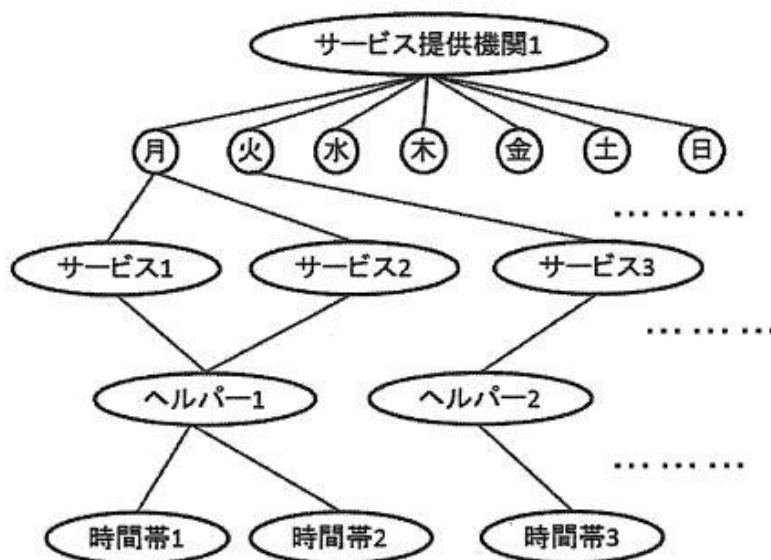 サービス提供機関1
月 火 水 木 金 土 日
… … …
サービス1 サービス2 サービス3
… … …
ヘルパー1 ヘルパー2
… … …
時間帯1 時間帯2 時間帯3